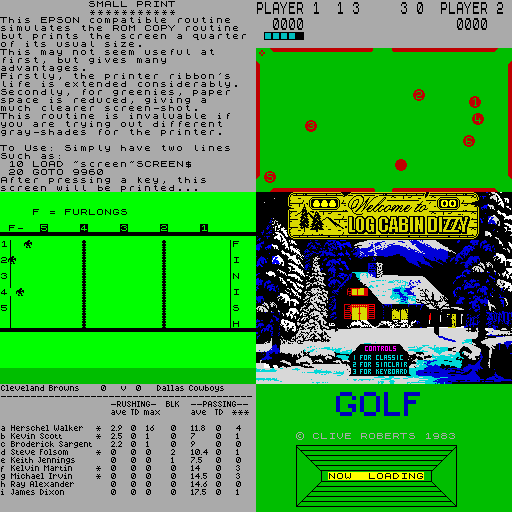 SMALL PRINT
***********
This EPSON compatible routine
simulates the ROM COPY routine
but prints the screen a quarter
of its usual size.
This may not seem useful at
first, but gives many
advantages.
Firstly, the printer ribbon's
life is extended considerably.
Secondly, for greenies, paper
space is reduced, giving a
much clearer screen-shot.
This routine is invaluable if
you are trying out different
gray-shades for the printer.
To Use: Simply have two lines
Such as:
10 LOAD "screen"SCREEN$
20 GOTO 9960
After pressing a key, this
screen will be printed...
PLAYER 1 1 3 3 0 PLAYER 2
0000 0000
2
1
3
4
6
5
F = FURLONGS
F- 5 4 3 2 1
1
2
3
4
5
FINISH
Welcome to
LOG CABIN DIZZY
00
CONTROLS
1 FOR CLASSIC
2 FOR SINCLAIR
3 FOR KEYBOARD
Cleveland Browns 0 v 0 Dallas Cowboys
-RUSHING- BLK --PASSING--
ave TD max ave TD ***
a Herschel Walker * 2.9 0 16 0 11.8 0 4
b Kevin Scott * 2.5 0 1 0 7 0 1
c Broderick Sargent 2.2 0 1 0 9 0 0
d Steve Folsom * 0 0 0 2 10.4 0 1
e Keith Jennings 0 0 0 1 7.5 0 0
f Kelvin Martin * 0 0 0 0 14 0 3
g Michael Irvin * 0 0 0 0 14.5 0 3
h Ray Alexander 0 0 0 0 14.6 0 0
i James Dixon 0 0 0 0 17.5 0 1
GOLF
© CLIVE ROBERTS 1983
NOW LOADING